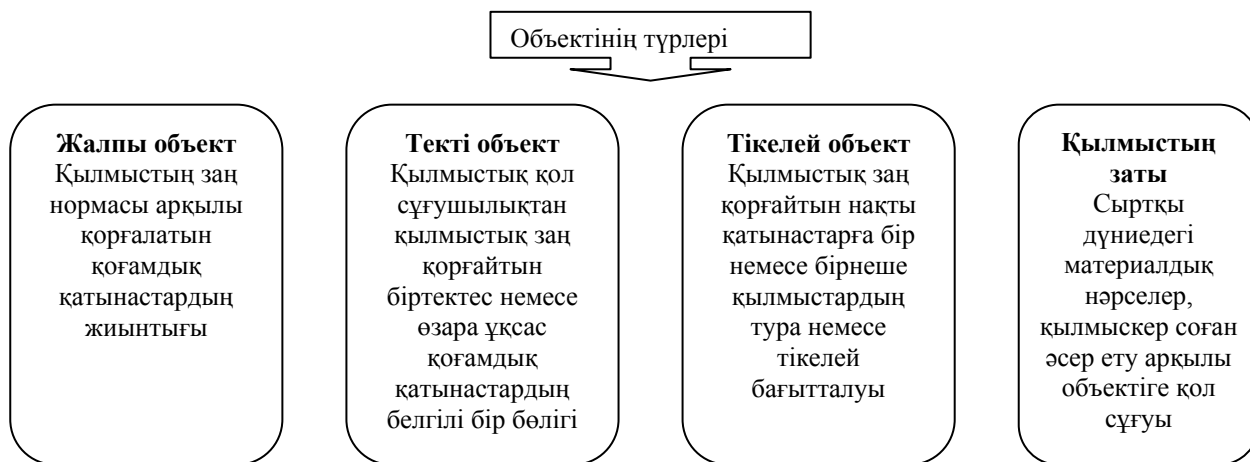 Объектінің түрлері
Жалпы объект
Қылмыстың заң
нормасы арқылы
қорғалатын
қоғамдық
қатынастардың
жиынтығы
Текті объект
Қылмыстық қол
сұғушылықтан
қылмыстық заң
қорғайтын
біртектес немесе
өзара ұқсас
қоғамдық
қатынастардың
белгілі бір бөлігі
Тікелей объект
Қылмыстық заң
қорғайтын нақты
қатынастарға бір
немесе бірнеше
қылмыстардың
тура немесе
тікелей
бағытталуы
Қылмыстың
заты
Сыртқы
дүниедегі
материалдық
нәрселер,
қылмыскер соған
әсер ету арқылы
объектіге қол
сұғуы